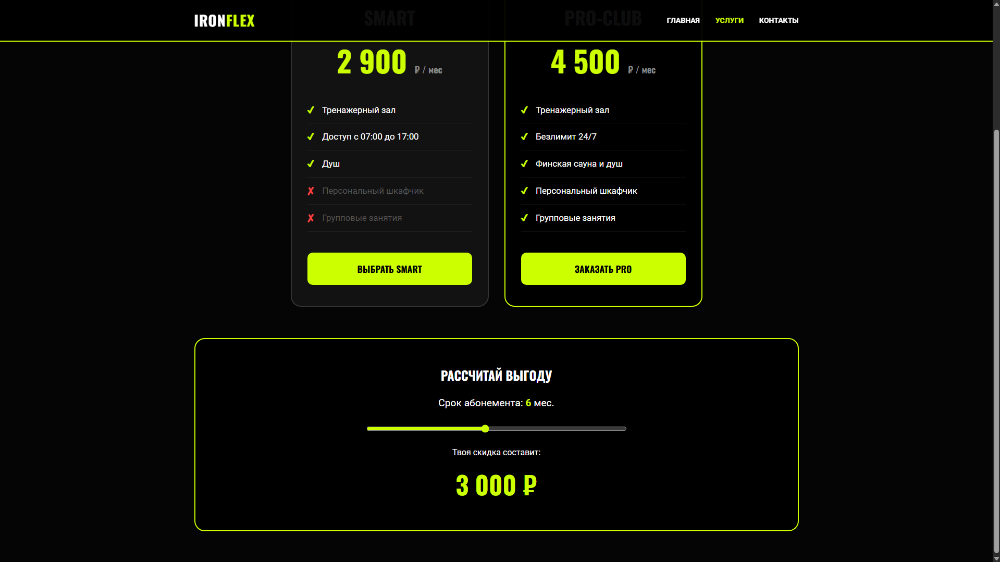 IRONFLEX
SMART
PRO-CLUB
ГЛАВНАЯ
УСЛУГИ
КОНТАКТЫ
2 900 ₽ / мес
✔ Тренажерный зал
✔ Доступ с 07:00 до 17:00
✔ Душ
✘ Персональный шкафчик
✘ Групповые занятия
ВЫБРАТЬ SMART
4 500 ₽ / мес
✔ Тренажерный зал
✔ Безлимит 24/7
✔ Финская сауна и душ
✔ Персональный шкафчик
✔ Групповые занятия
ЗАКАЗАТЬ PRO
РАССЧИТАЙ ВЫГОДУ
Срок абонемента: 6 мес.
Твоя скидка составит:
3 000 ₽